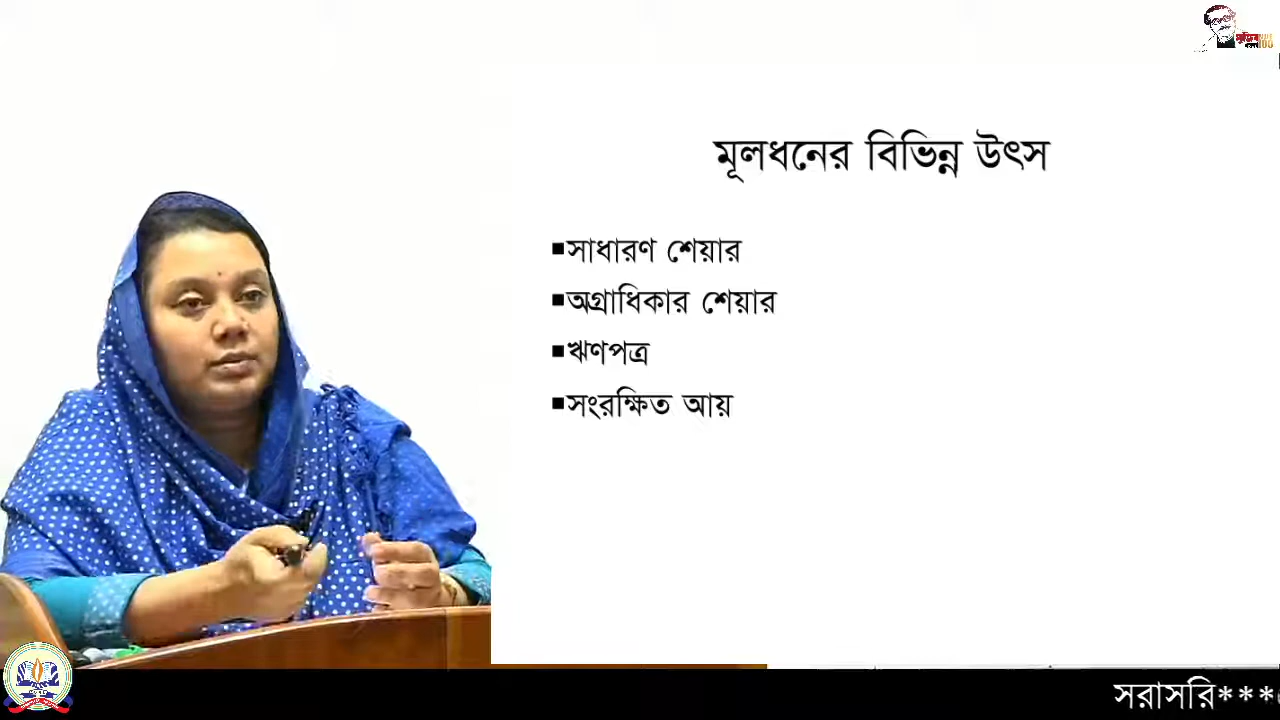 মূলধনের বিভিন্ন উৎস
▪সাধারণ শেয়ার
▪অগ্রাধিকার শেয়ার
▪ঋণপত্র
▪সংরক্ষিত আয়
সরাসরি***